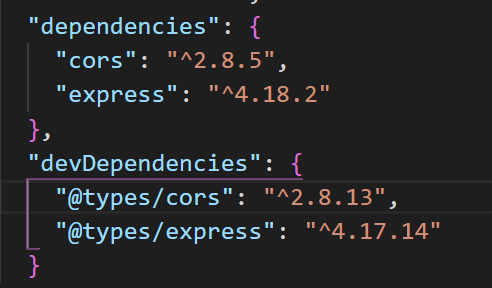 "dependencies": {
"cors": "^2.8.5",
"express": "^4.18.2"
},
"devDependencies": {
"@types/cors": "^2.8.13",
"@types/express": "^4.17.14"
}